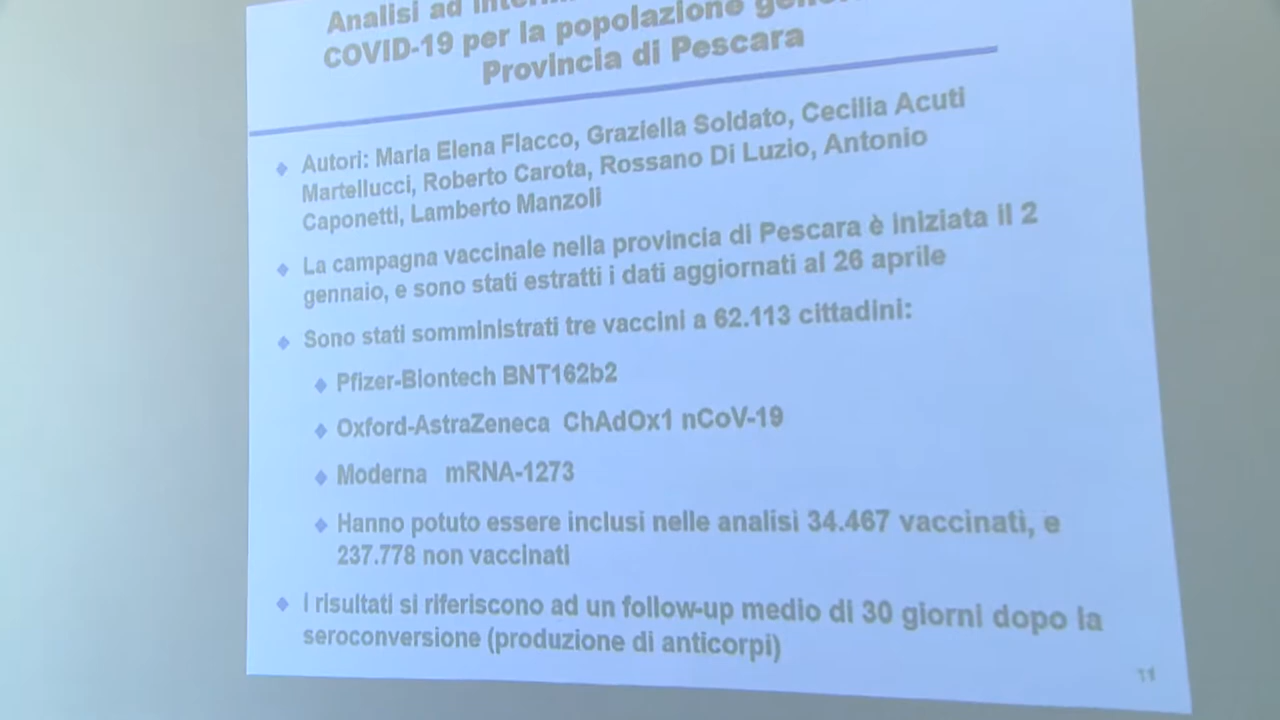 Analisi ad
COVID-19 per la popolazione
Provincia di Pescara
Autori: Maria Elena Flacco, Graziella Soldato, Cecilia Acuti
Martellucci, Roberto Carota, Rossano Di Luzio, Antonio
Caponetti, Lamberto Manzoli
La campagna vaccinale nella provincia di Pescara è iniziata il 2
gennaio, e sono stati estratti i dati aggiornati al 26 aprile
Sono stati somministrati tre vaccini a 62.113 cittadini:
Pfizer-Biontech BNT162b2
Oxford-AstraZeneca ChAdOx1 nCoV-19
Moderna mRNA-1273
Hanno potuto essere inclusi nelle analisi 34.467 vaccinati, e
237.778 non vaccinati
I risultati si riferiscono ad un follow-up medio di 30 giorni dopo la
seroconversione (produzione di anticorpi)